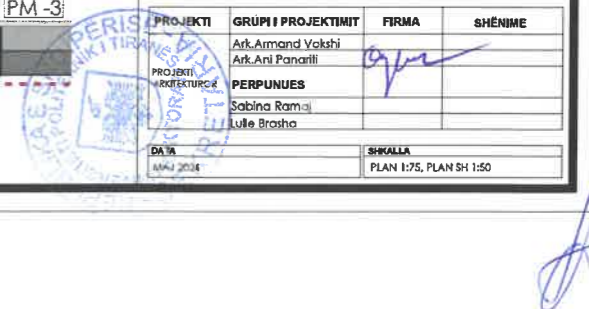 PM -3
PROJEKTI GRUPI I PROJEKTIMIT FIRMA SHËNIME
PROJEKTI ARKITEKTUROR
Ark.Armand Vokshi
Ark.Ani Panariti
PERPUNUES
Sabina Ramaj
Lulie Brasha
DATA
MAJ 2024
SHKALLA
PLAN 1:75, PLAN SH 1:50